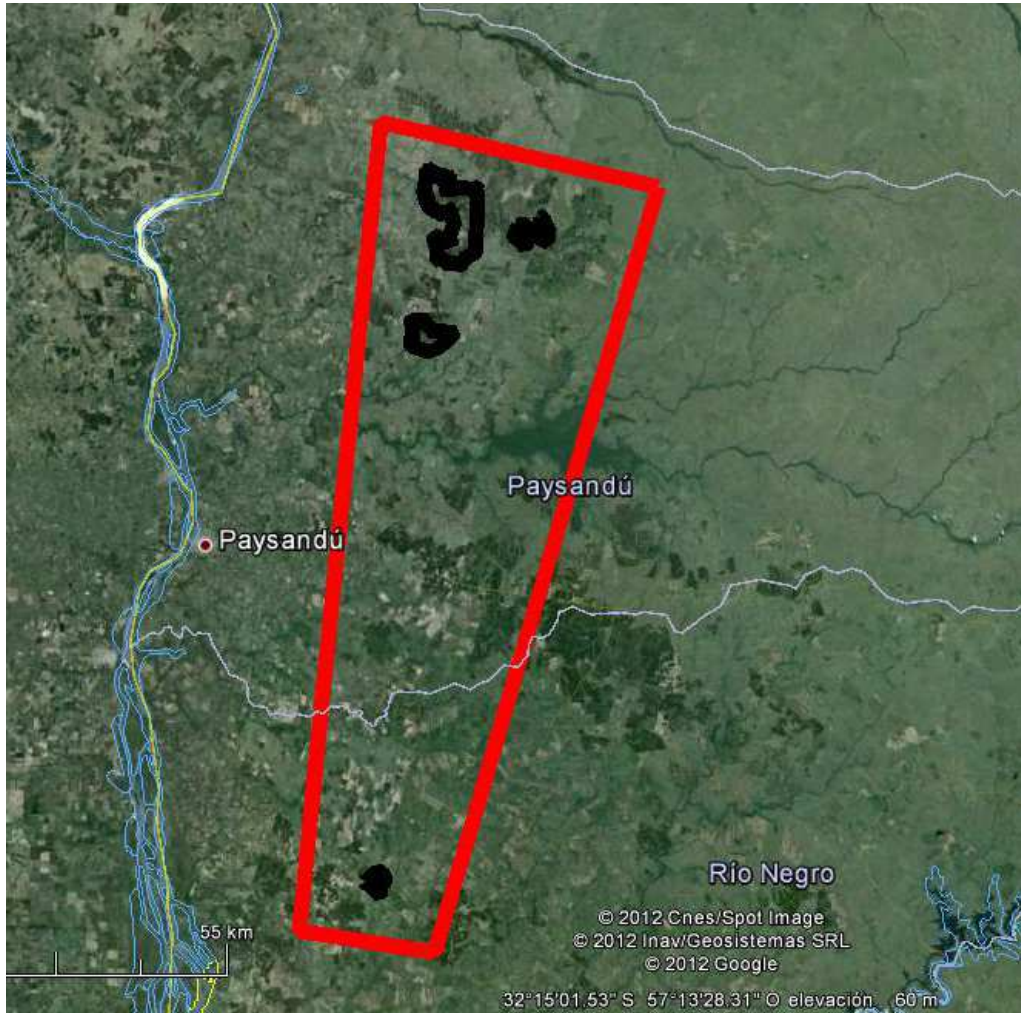 Paysandú
Paysandú
Río Negro
© 2012 Cnes/Spot Image
55 km
© 2012 Inav/Geosistemas SRL
© 2012 Google
32°15'01.53" S 57°13'28.31" O elevación 60 m